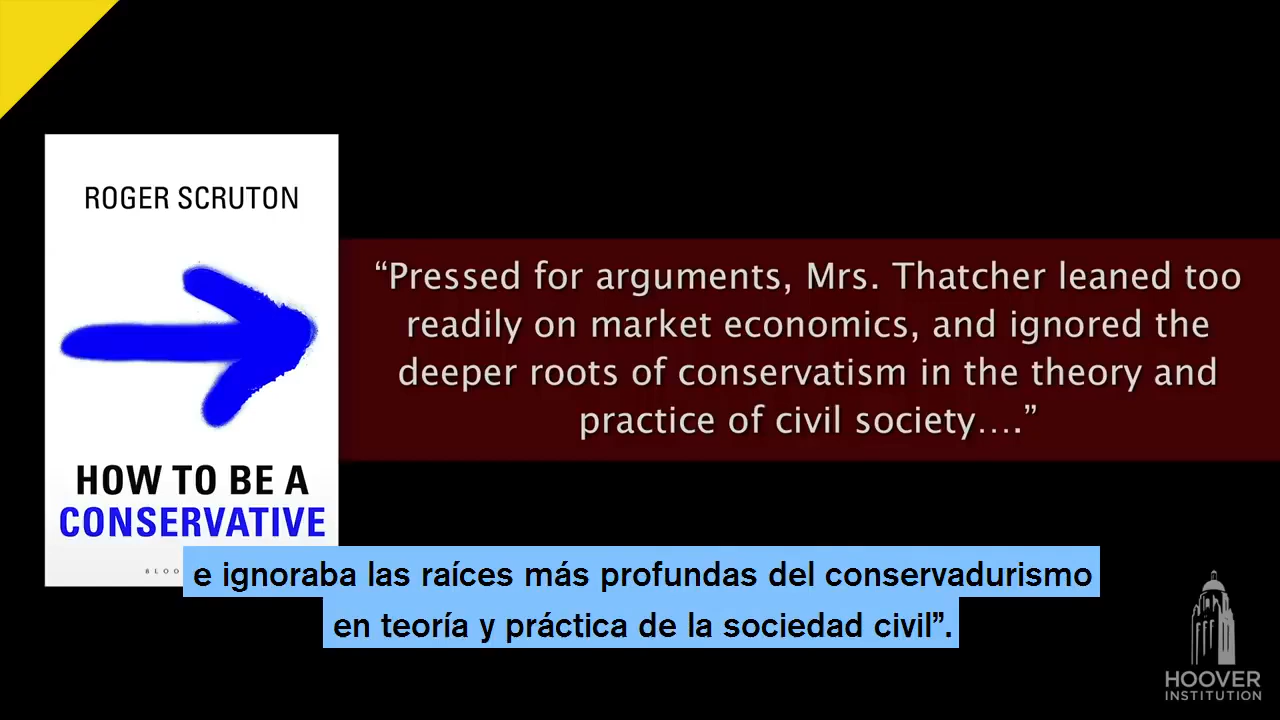 ROGER SCRUTON
HOW TO BE A
CONSERVATIVE
“Pressed for arguments, Mrs. Thatcher leaned too
readily on market economics, and ignored the
deeper roots of conservatism in the theory and
practice of civil society….”
e ignoraba las raíces más profundas del conservadurismo
en teoría y práctica de la sociedad civil”.
HOOVER
INSTITUTION